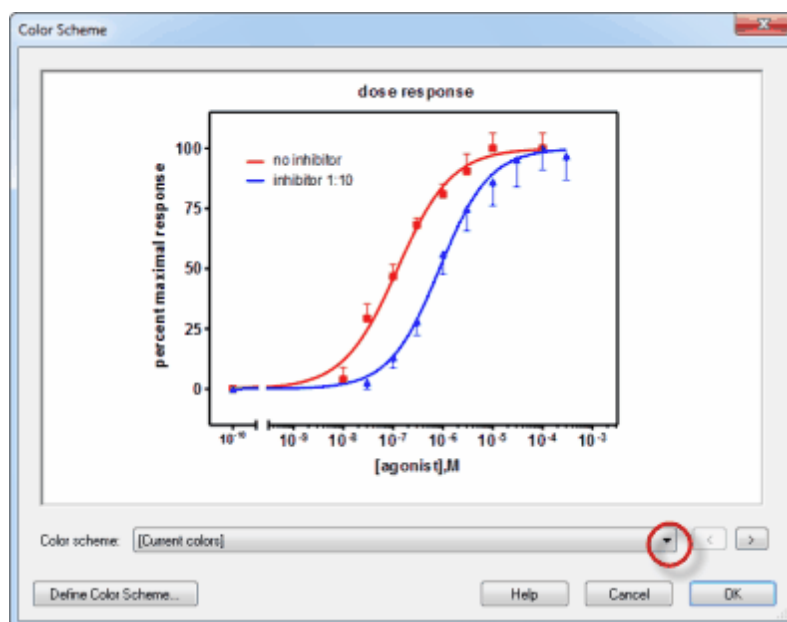 Color Scheme
dose response
percent maximal response
100
75
50
25
0
no inhibitor
inhibitor 1:10
10⁻¹⁰ 10⁻⁹ 10⁻⁸ 10⁻⁷ 10⁻⁶ 10⁻⁵ 10⁻⁴ 10⁻³
[agonist],M
Color scheme: [Current colors] < >
Define Color Scheme... Help Cancel OK